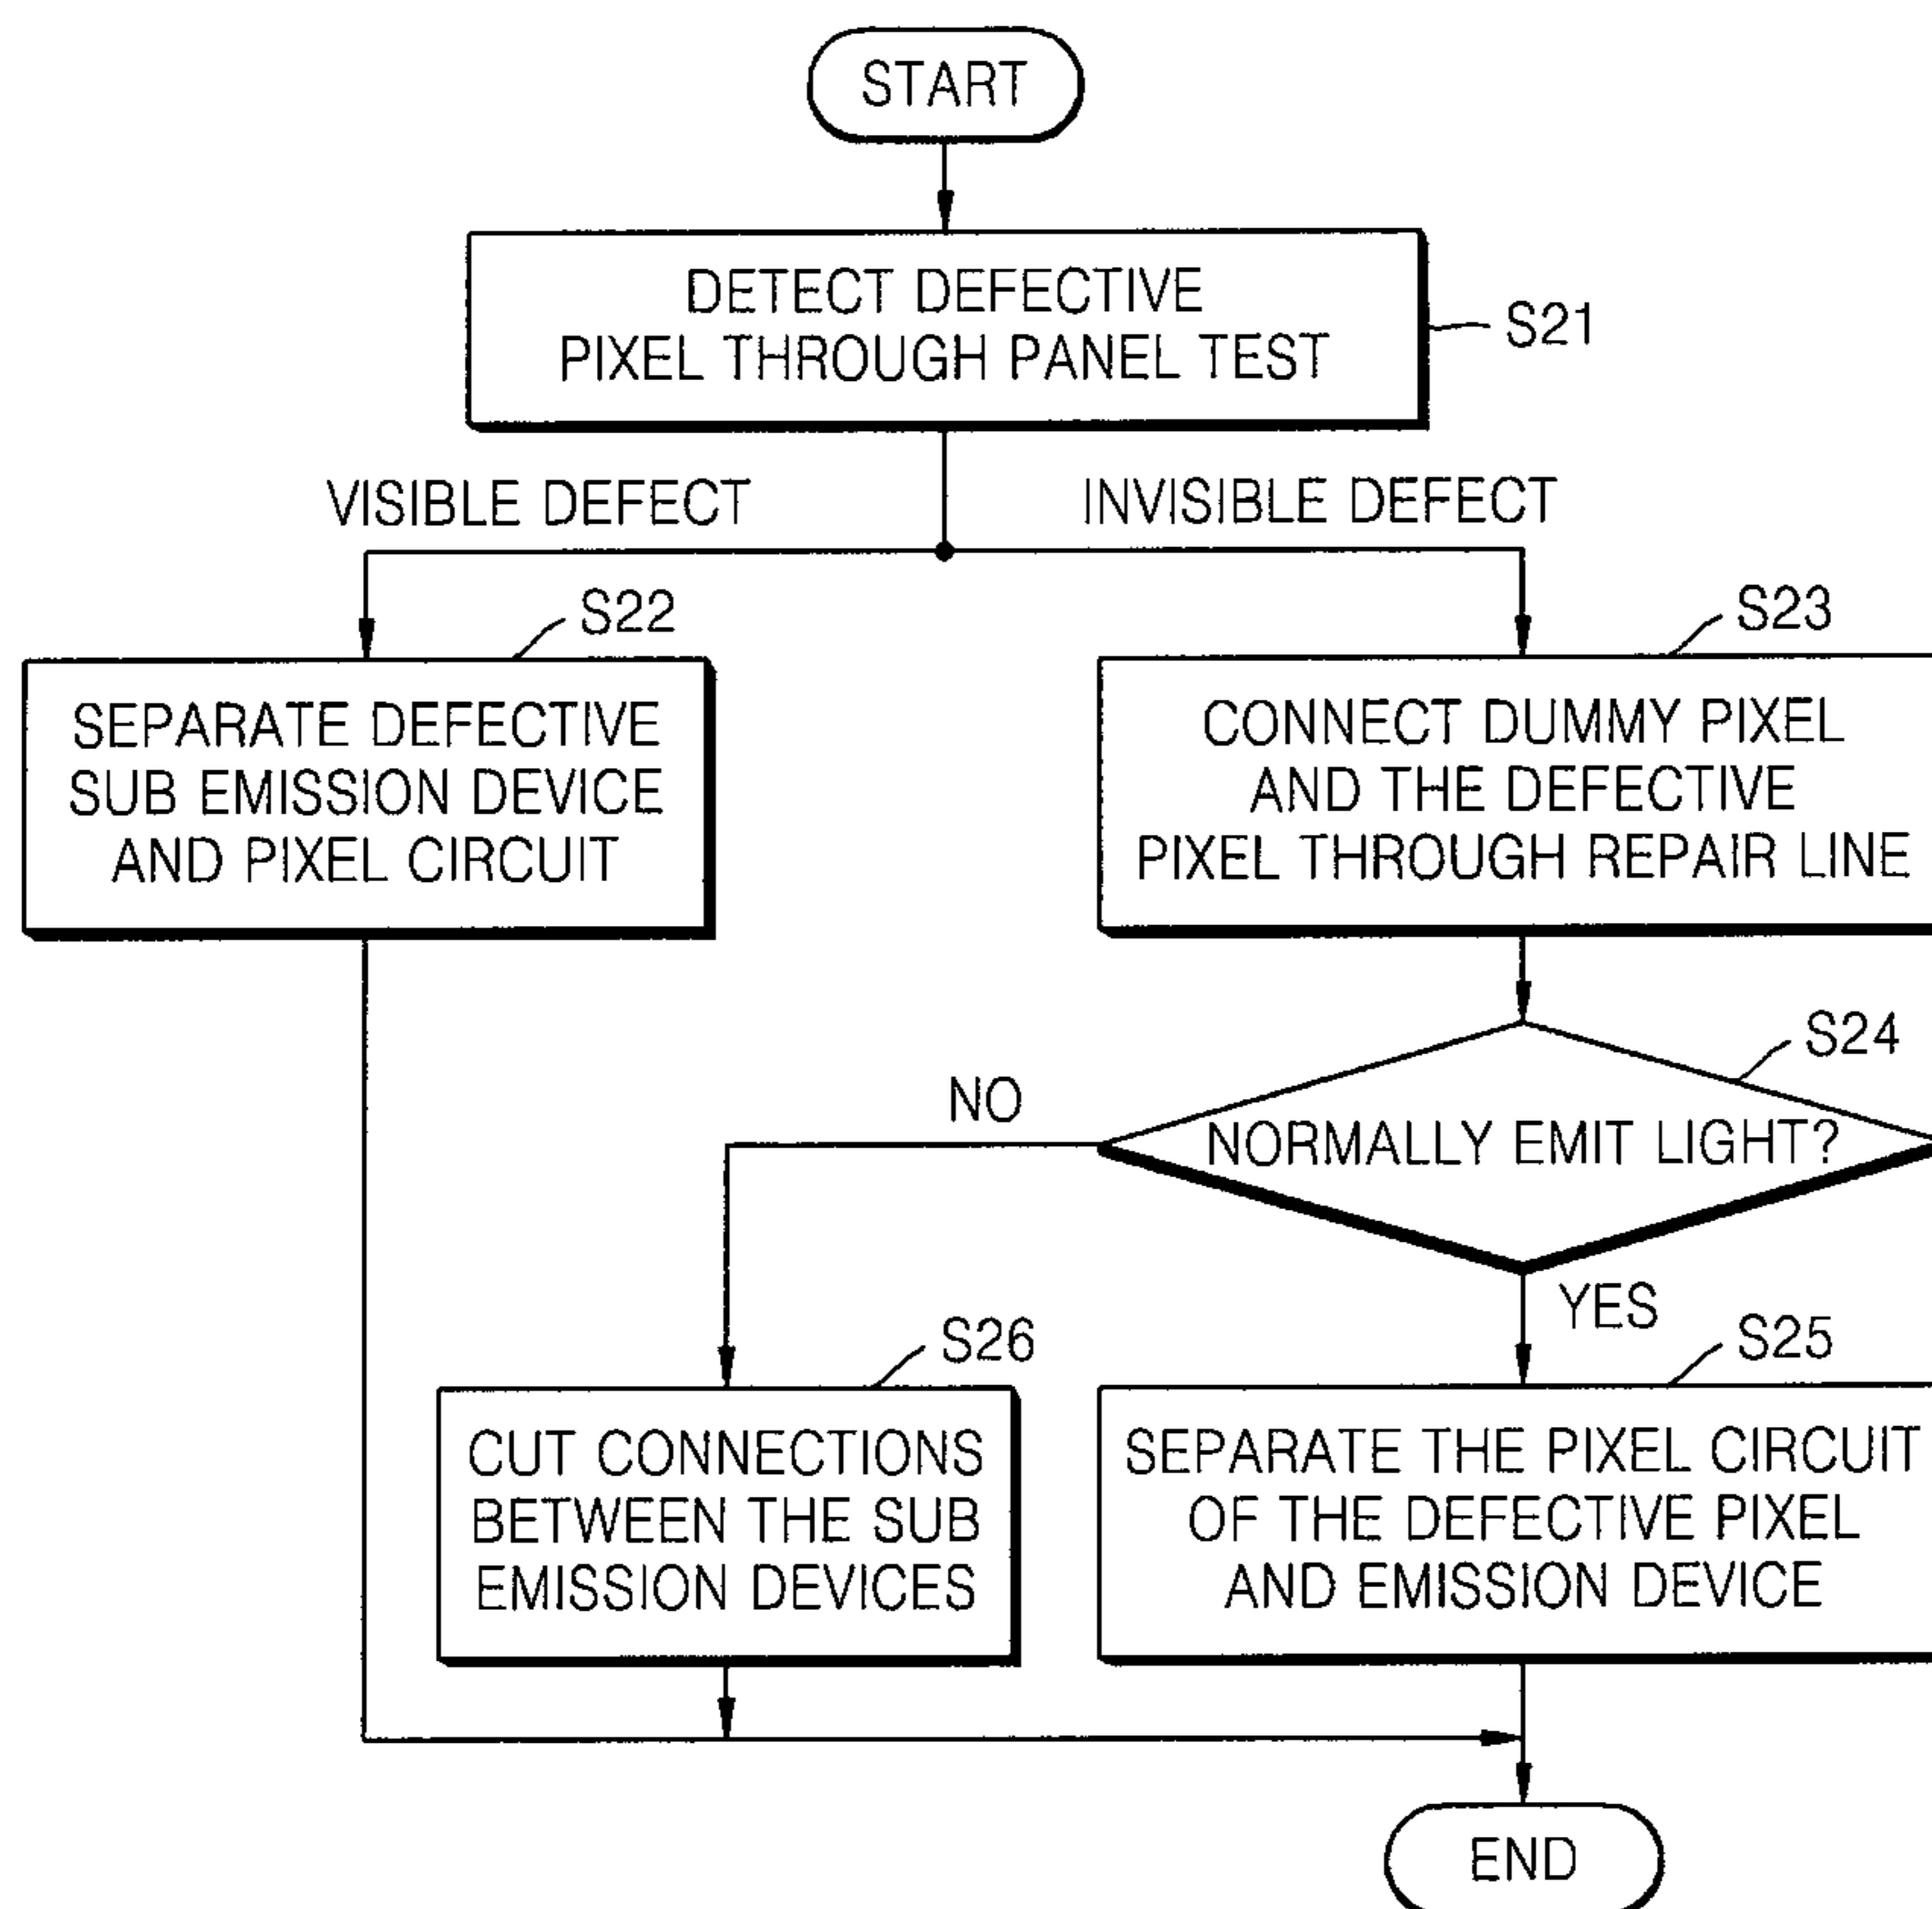 START
DETECT DEFECTIVE
PIXEL THROUGH PANEL TEST
S21
VISIBLE DEFECT
INVISIBLE DEFECT
S22
SEPARATE DEFECTIVE
SUB EMISSION DEVICE
AND PIXEL CIRCUIT
S23
CONNECT DUMMY PIXEL
AND THE DEFECTIVE
PIXEL THROUGH REPAIR LINE
S24
NORMALLY EMIT LIGHT?
NO
YES
S26
CUT CONNECTIONS
BETWEEN THE SUB
EMISSION DEVICES
S25
SEPARATE THE PIXEL CIRCUIT
OF THE DEFECTIVE PIXEL
AND EMISSION DEVICE
END